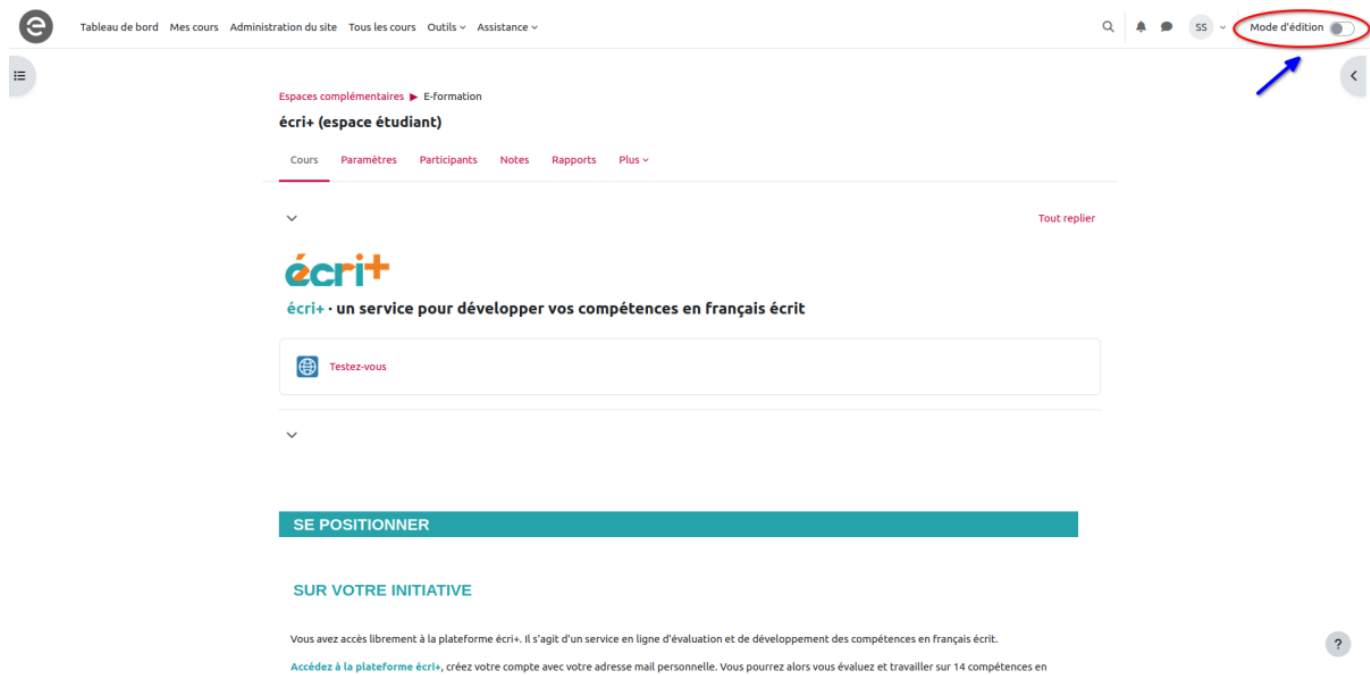 e
Tableau de bord Mes cours Administration du site Tous les cours Outils Assistance SS Mode d'édition
Espaces complémentaires ▶ E-formation
écri+ (espace étudiant)
Cours Paramètres Participants Notes Rapports Plus
Tout replier
écri+
écri+ · un service pour développer vos compétences en français écrit
Testez-vous
SE POSITIONNER
SUR VOTRE INITIATIVE
Vous avez accès librement à la plateforme écri+. Il s'agit d'un service en ligne d'évaluation et de développement des compétences en français écrit.
?
Accédez à la plateforme écri+, créez votre compte avec votre adresse mail personnelle. Vous pourrez alors vous évaluez et travailler sur 14 compétences en